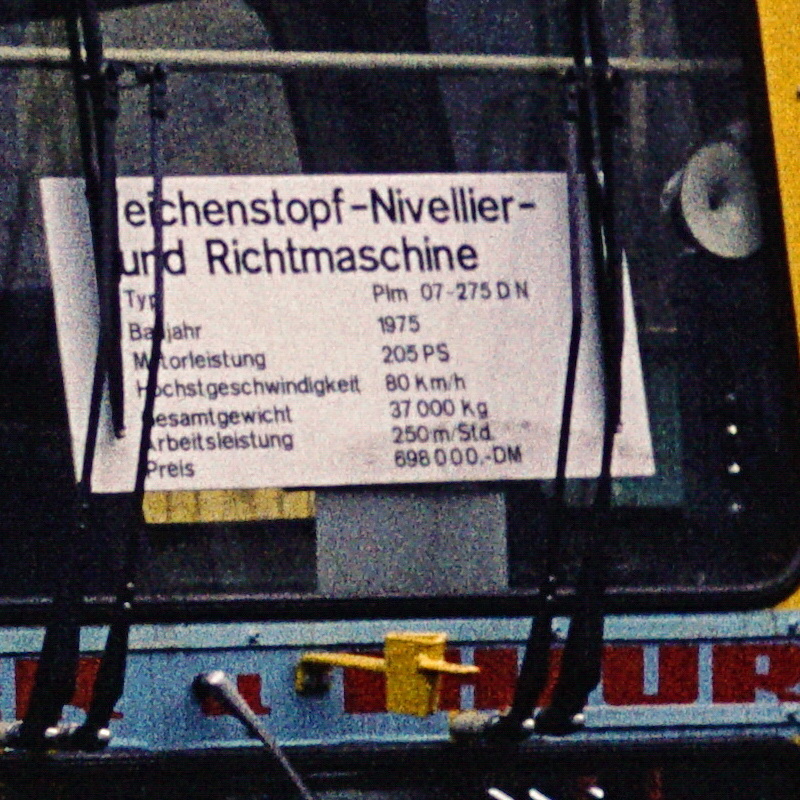 eichenstopf-Nivellier-
und Richtmaschine
Typ Plm 07-275 D N
Baujahr 1975
Motorleistung 205 PS
Höchstgeschwindigkeit 80 Km/h
Gesamtgewicht 37 000 Kg
Arbeitsleistung 250 m/Std.
Preis 698 000.-DM